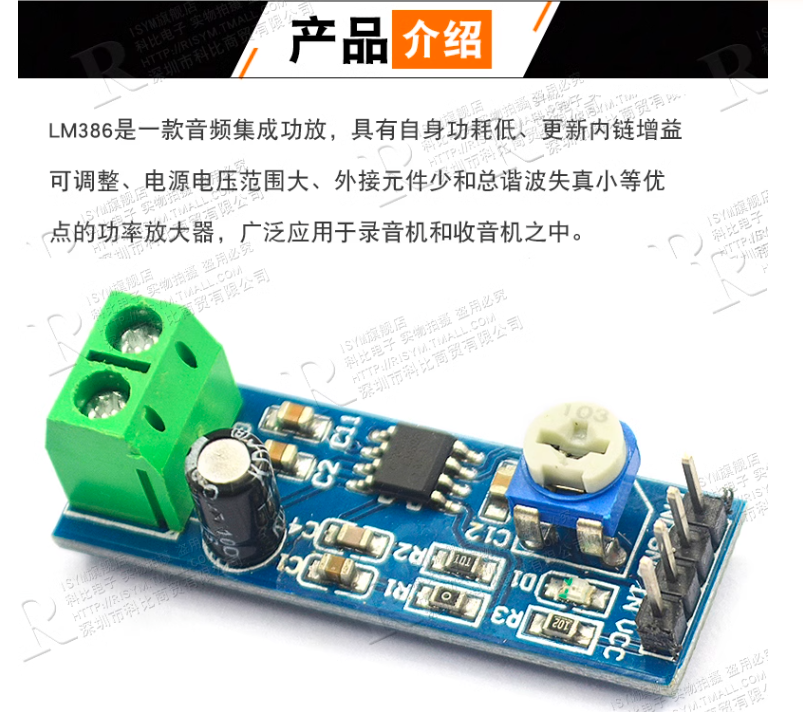 产品 介绍
LM386是一款音频集成功放，具有自身功耗低、更新内链增益
可调整、电源电压范围大、外接元件少和总谐波失真小等优
点的功率放大器，广泛应用于录音机和收音机之中。
R ISYM旗舰店
科比电子 实物拍摄 盗用必究
HTTP://RISYM.TMALL.COM
深圳市科比商贸有限公司
103
C11
C2
C12
C4
C1
R2
101
R1
0
D1
R3
102
IN
VCC